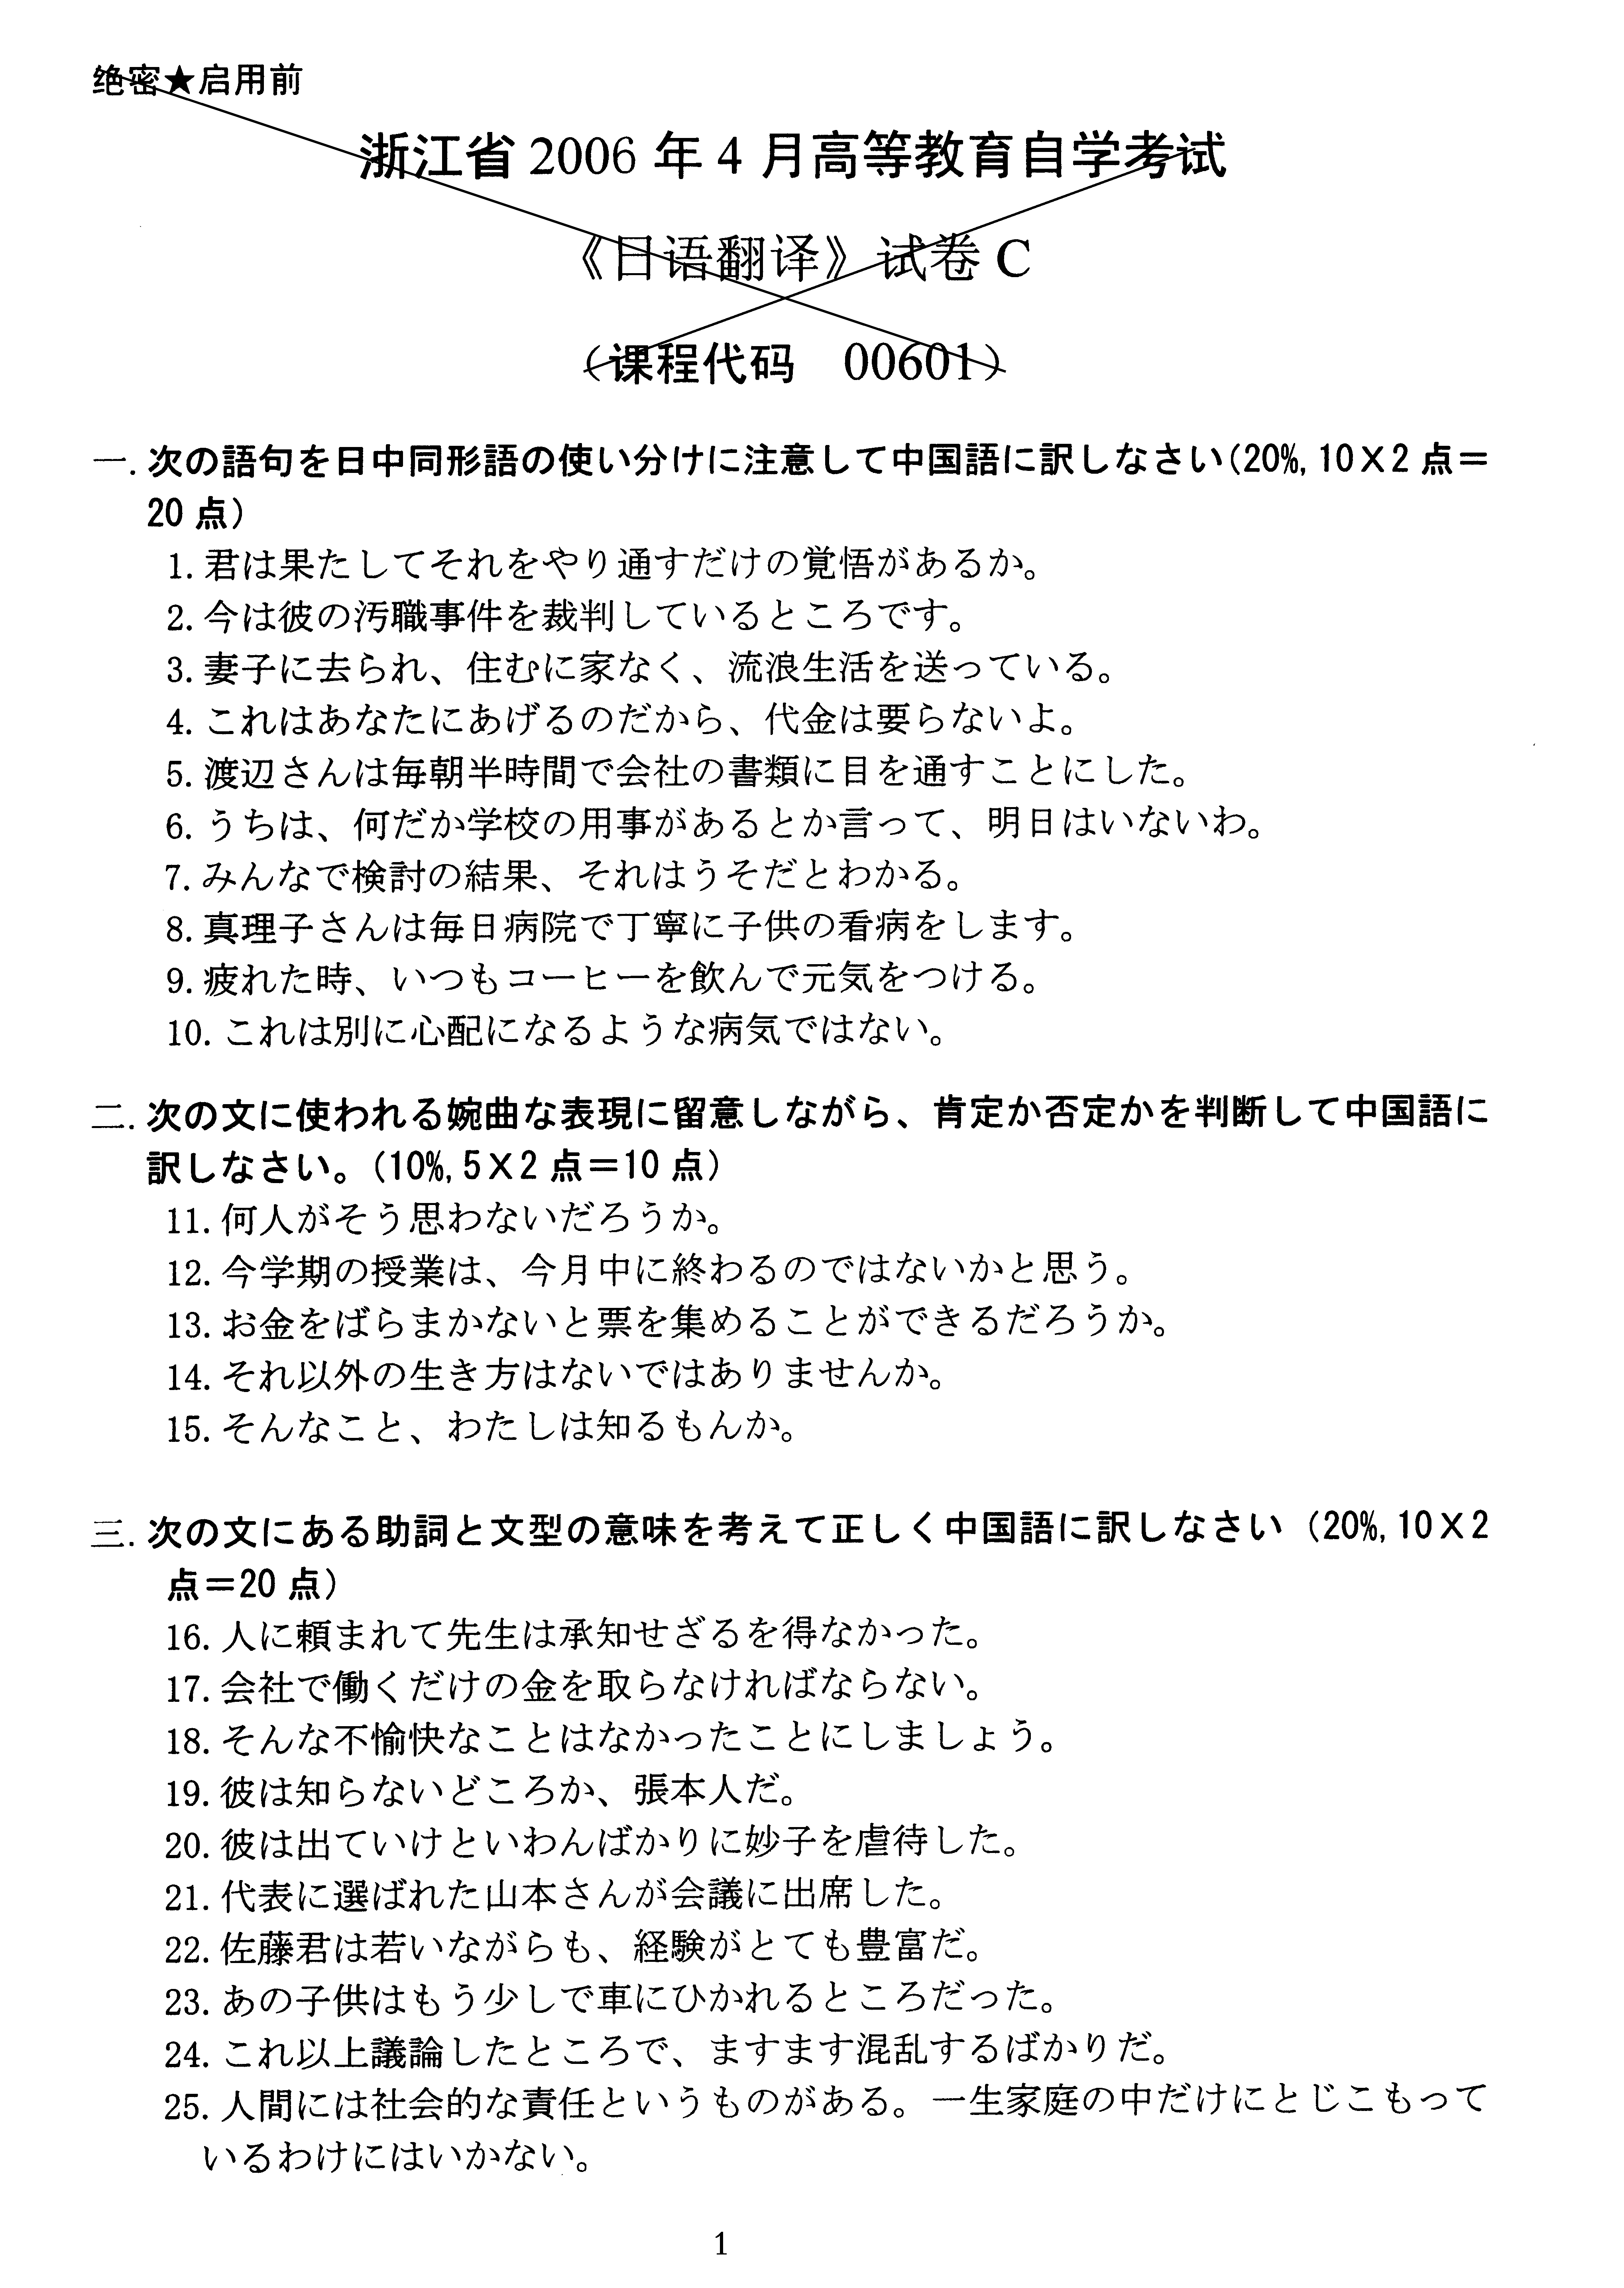 绝密★启用前
浙江省 2006 年 4 月高等教育自学考试
《日语翻译》试卷 C
（课程代码　00601）
一. 次の語句を日中同形語の使い分けに注意して中国語に訳しなさい(20%, 10×2 点＝
20 点）
1. 君は果たしてそれをやり通すだけの覚悟があるか。
2. 今は彼の汚職事件を裁判しているところです。
3. 妻子に去られ、住むに家なく、流浪生活を送っている。
4. これはあなたにあげるのだから、代金は要らないよ。
5. 渡辺さんは毎朝半時間で会社の書類に目を通すことにした。
6. うちは、何だか学校の用事があるとか言って、明日はいないわ。
7. みんなで検討の結果、それはうそだとわかる。
8. 真理子さんは毎日病院で丁寧に子供の看病をします。
9. 疲れた時、いつもコーヒーを飲んで元気をつける。
10. これは別に心配になるような病気ではない。
二. 次の文に使われる婉曲な表現に留意しながら、肯定か否定かを判断して中国語に
訳しなさい。(10%, 5×2 点＝10 点）
11. 何人がそう思わないだろうか。
12. 今学期の授業は、今月中に終わるのではないかと思う。
13. お金をばらまかないと票を集めることができるだろうか。
14. それ以外の生き方はないではありませんか。
15. そんなこと、わたしは知るもんか。
三. 次の文にある助詞と文型の意味を考えて正しく中国語に訳しなさい（20%, 10×2
点＝20 点）
16. 人に頼まれて先生は承知せざるを得なかった。
17. 会社で働くだけの金を取らなければならない。
18. そんな不愉快なことはなかったことにしましょう。
19. 彼は知らないどころか、張本人だ。
20. 彼は出ていけといわんばかりに妙子を虐待した。
21. 代表に選ばれた山本さんが会議に出席した。
22. 佐藤君は若いながらも、経験がとても豊富だ。
23. あの子供はもう少しで車にひかれるところだった。
24. これ以上議論したところで、ますます混乱するばかりだ。
25. 人間には社会的な責任というものがある。一生家庭の中だけにとじこもって
いるわけにはいかない。
1